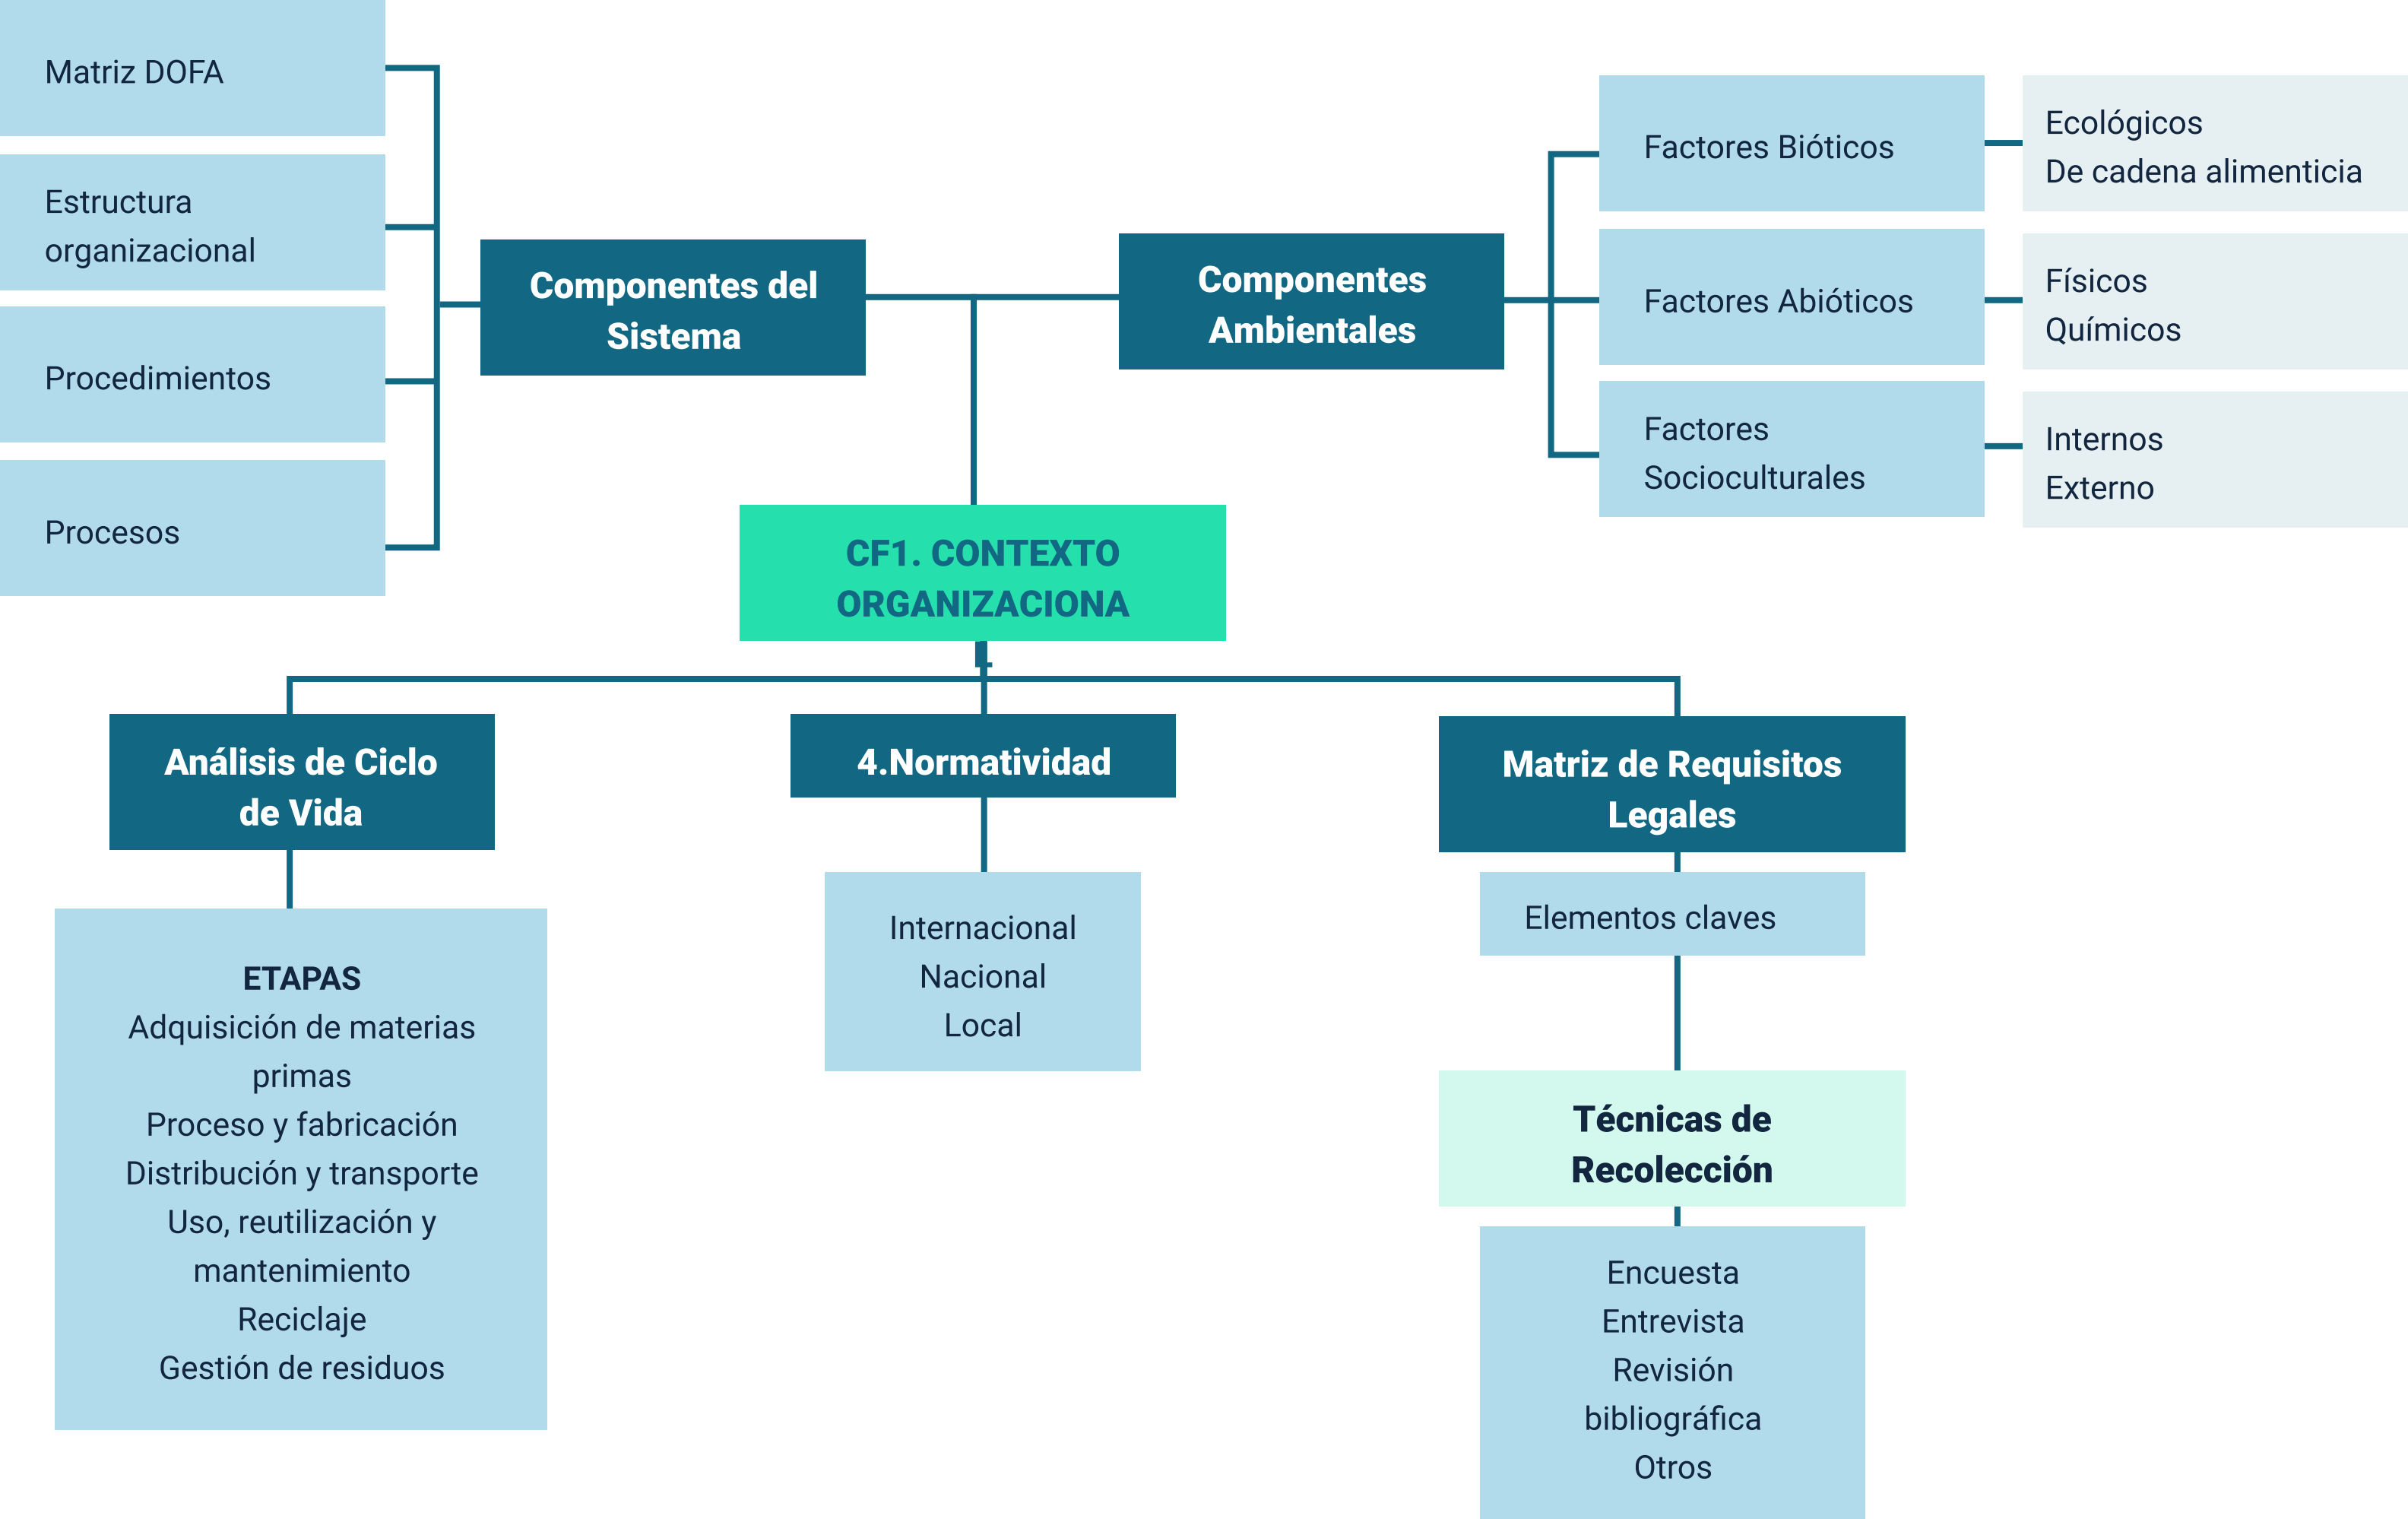 Matriz DOFA
Estructura
organizacional
Procedimientos
Procesos
Componentes del
Sistema
Componentes
Ambientales
Factores Bióticos
Ecológicos
De cadena alimenticia
Factores Abióticos
Físicos
Químicos
Factores
Socioculturales
Internos
Externo
CF1. CONTEXTO
ORGANIZACIONA
Análisis de Ciclo
de Vida
ETAPAS
Adquisición de materias
primas
Proceso y fabricación
Distribución y transporte
Uso, reutilización y
mantenimiento
Reciclaje
Gestión de residuos
4.Normatividad
Internacional
Nacional
Local
Matriz de Requisitos
Legales
Elementos claves
Técnicas de
Recolección
Encuesta
Entrevista
Revisión
bibliográfica
Otros